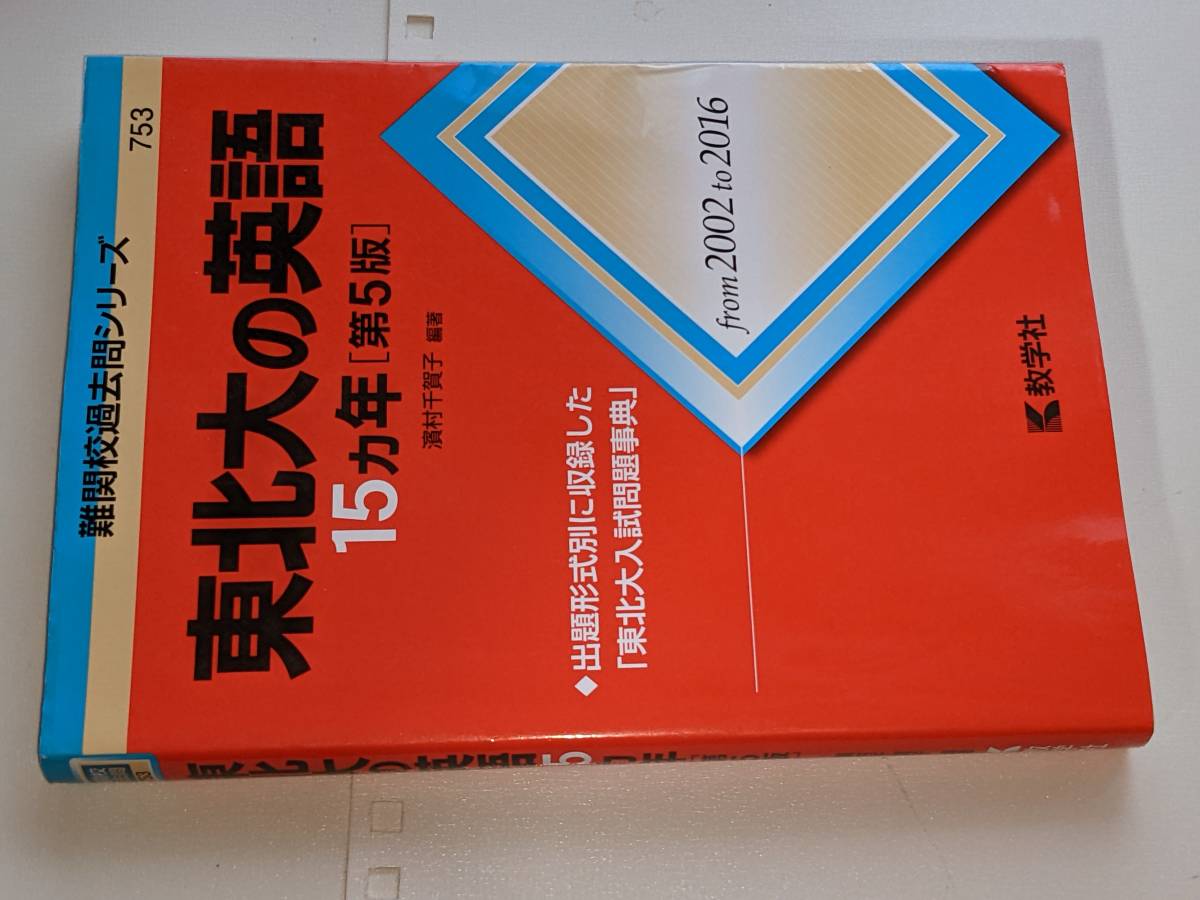 難関校過去問シリーズ
753
東北大の英語
15ヵ年[第5版]
濱村千賀子 編著
◆出題形式別に収録した
「東北大入試問題事典」
from 2002 to 2016
教学社